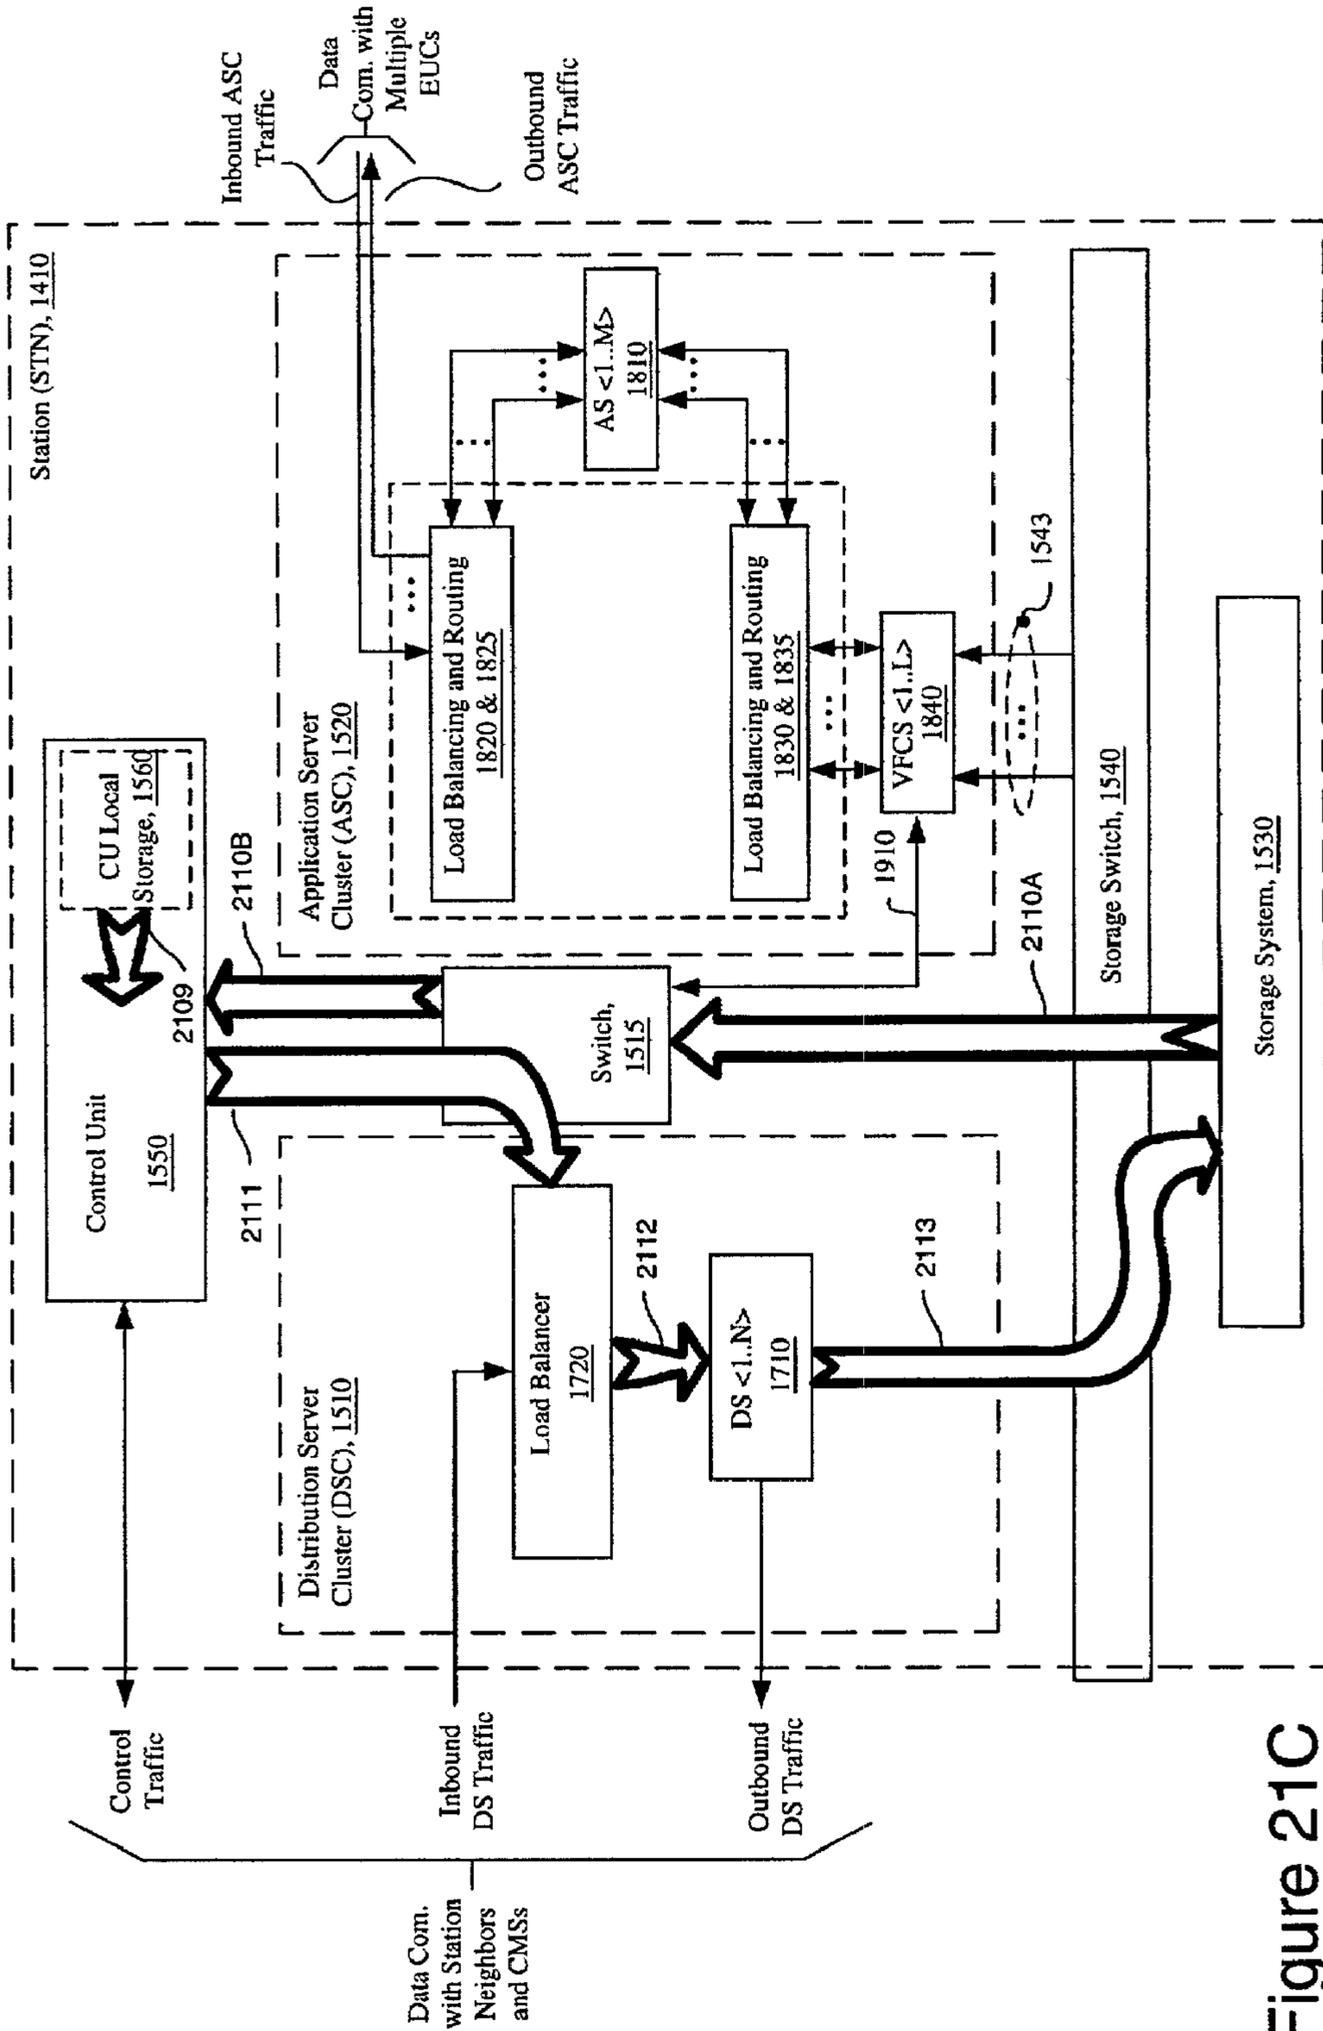 Station (STN), 1410
Control Unit
1550
CU Local
Storage, 1560
2109
2110B
2111
Control
Traffic
Data Com.
with Station
Neighbors
and CMSs
Inbound
DS Traffic
Outbound
DS Traffic
Distribution Server
Cluster (DSC), 1510
Load Balancer
1720
2112
DS <1..N>
1710
2113
Switch,
1515
Application Server
Cluster (ASC), 1520
Load Balancing and Routing
1820 & 1825
...
...
...
AS <1..M>
1810
...
...
Load Balancing and Routing
1830 & 1835
...
VFCS <1..L>
1840
1910
...
1543
2110A
Inbound ASC
Traffic
Data
Com. with
Multiple
EUCs
Outbound
ASC Traffic
Storage Switch, 1540
Storage System, 1530
Figure 21C